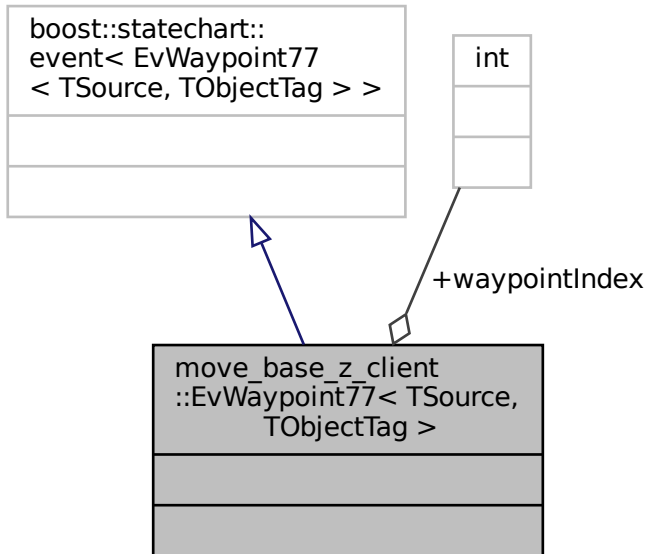 boost::statechart::
event< EvWaypoint77
< TSource, TObjectTag > >
int
+waypointIndex
move_base_z_client
::EvWaypoint77< TSource,
TObjectTag >